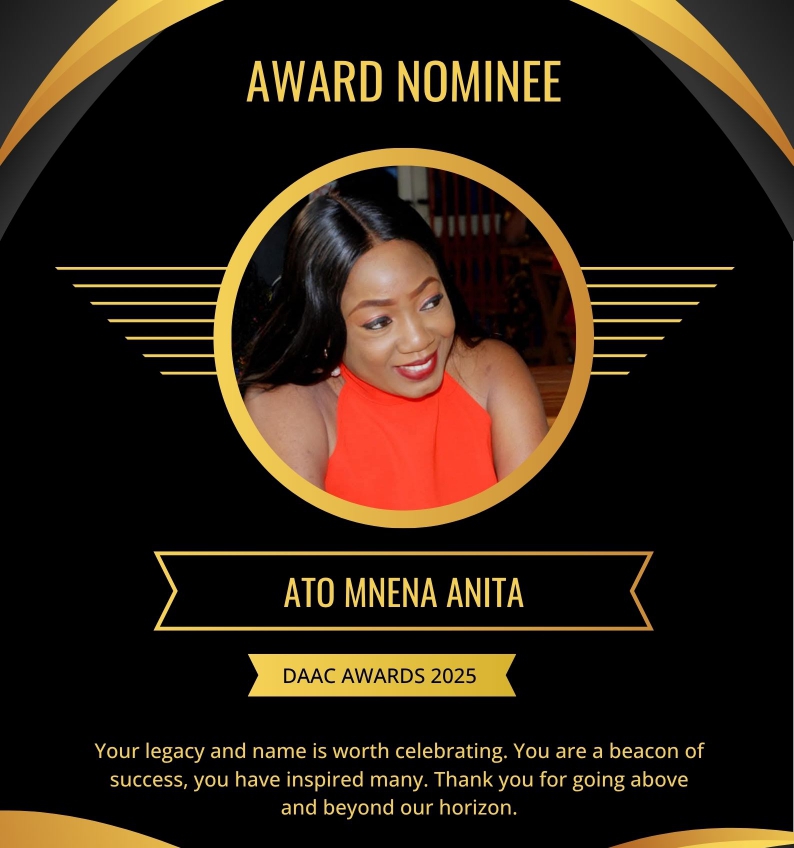 AWARD NOMINEE
ATO MNENA ANITA
DAAC AWARDS 2025
Your legacy and name is worth celebrating. You are a beacon of
success, you have inspired many. Thank you for going above
and beyond our horizon.